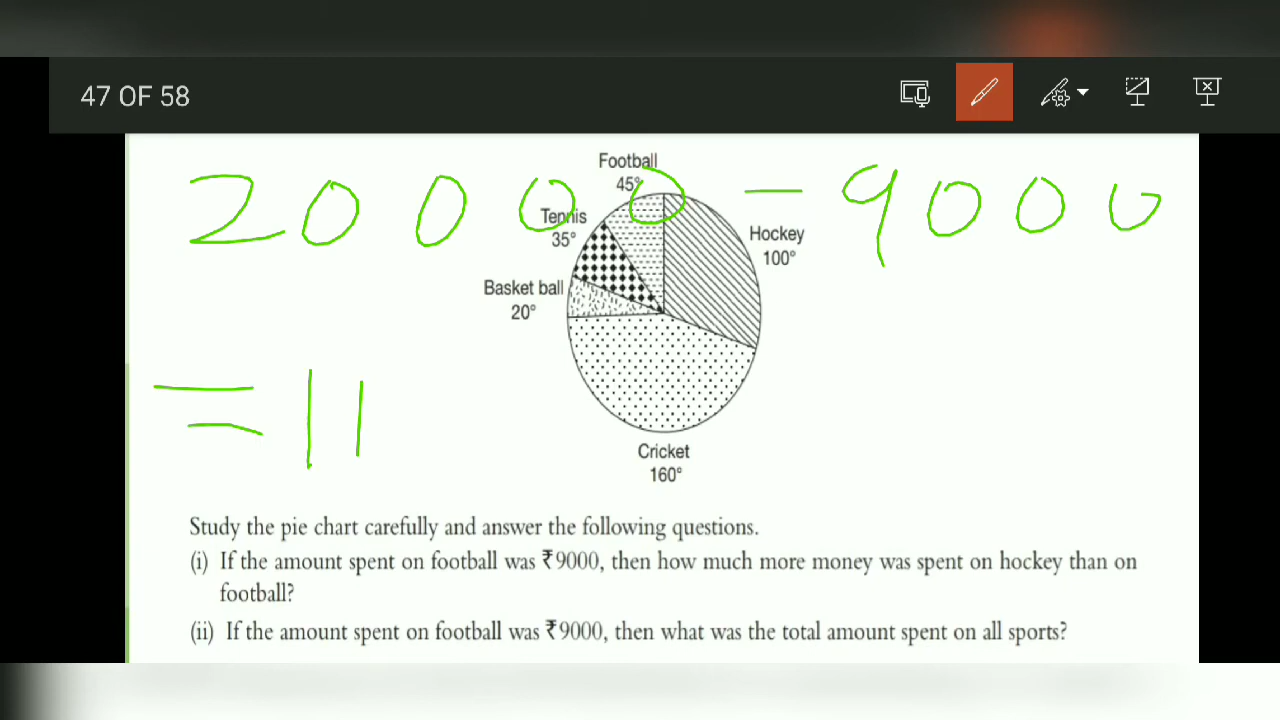 47 OF 58
Football
45°
20000 - 9000
Tennis
35°
Hockey
100°
Basket ball
20°
= 11
Cricket
160°
Study the pie chart carefully and answer the following questions.
(i) If the amount spent on football was ₹9000, then how much more money was spent on hockey than on
football?
(ii) If the amount spent on football was ₹9000, then what was the total amount spent on all sports?